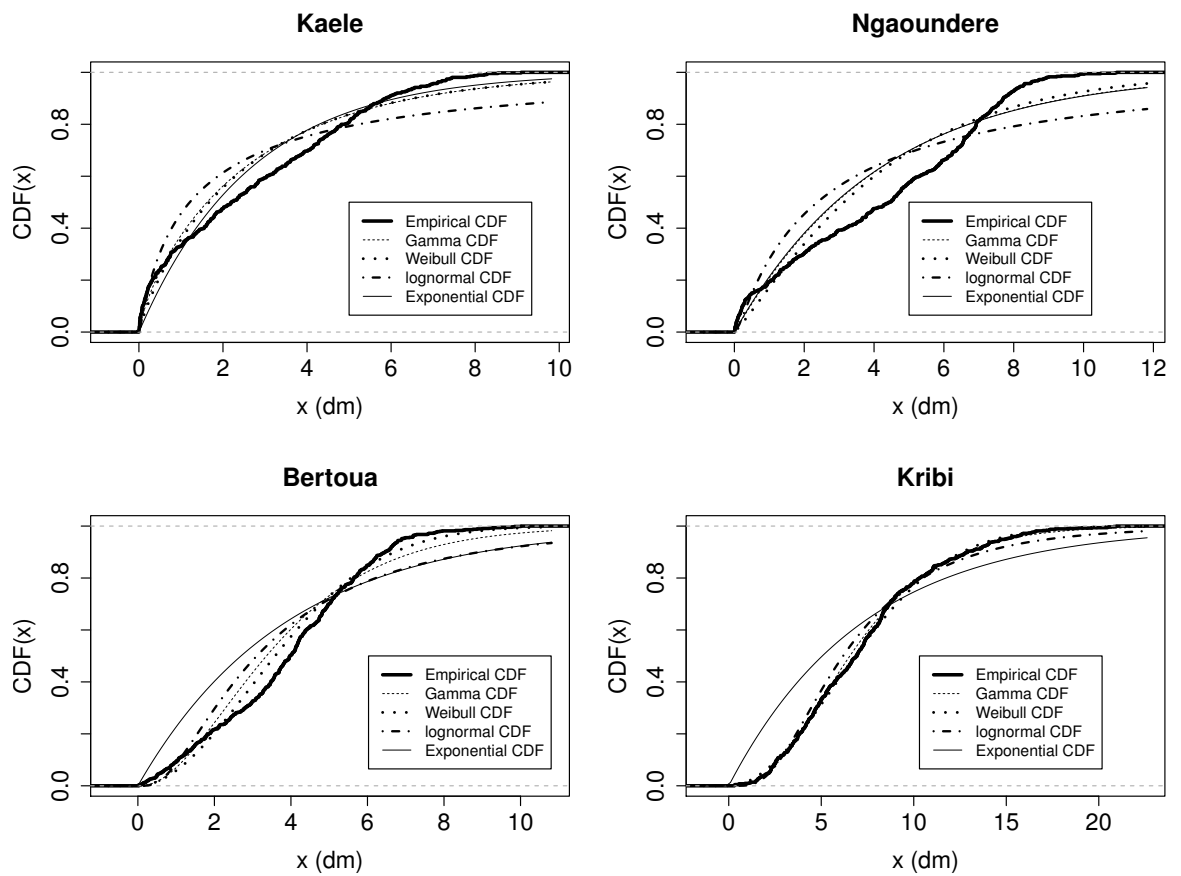 Kaele
CDF(x)
0.0 0.4 0.8
Empirical CDF
Gamma CDF
Weibull CDF
lognormal CDF
Exponential CDF
0 2 4 6 8 10
x (dm)
Ngaoundere
CDF(x)
0.0 0.4 0.8
Empirical CDF
Gamma CDF
Weibull CDF
lognormal CDF
Exponential CDF
0 2 4 6 8 10 12
x (dm)
Bertoua
CDF(x)
0.0 0.4 0.8
Empirical CDF
Gamma CDF
Weibull CDF
lognormal CDF
Exponential CDF
0 2 4 6 8 10
x (dm)
Kribi
CDF(x)
0.0 0.4 0.8
Empirical CDF
Gamma CDF
Weibull CDF
lognormal CDF
Exponential CDF
0 5 10 15 20
x (dm)